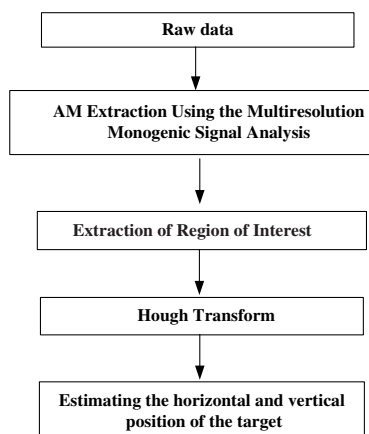 Raw data
AM Extraction Using the Multiresolution
Monogenic Signal Analysis
Extraction of Region of Interest
Hough Transform
Estimating the horizontal and vertical
position of the target